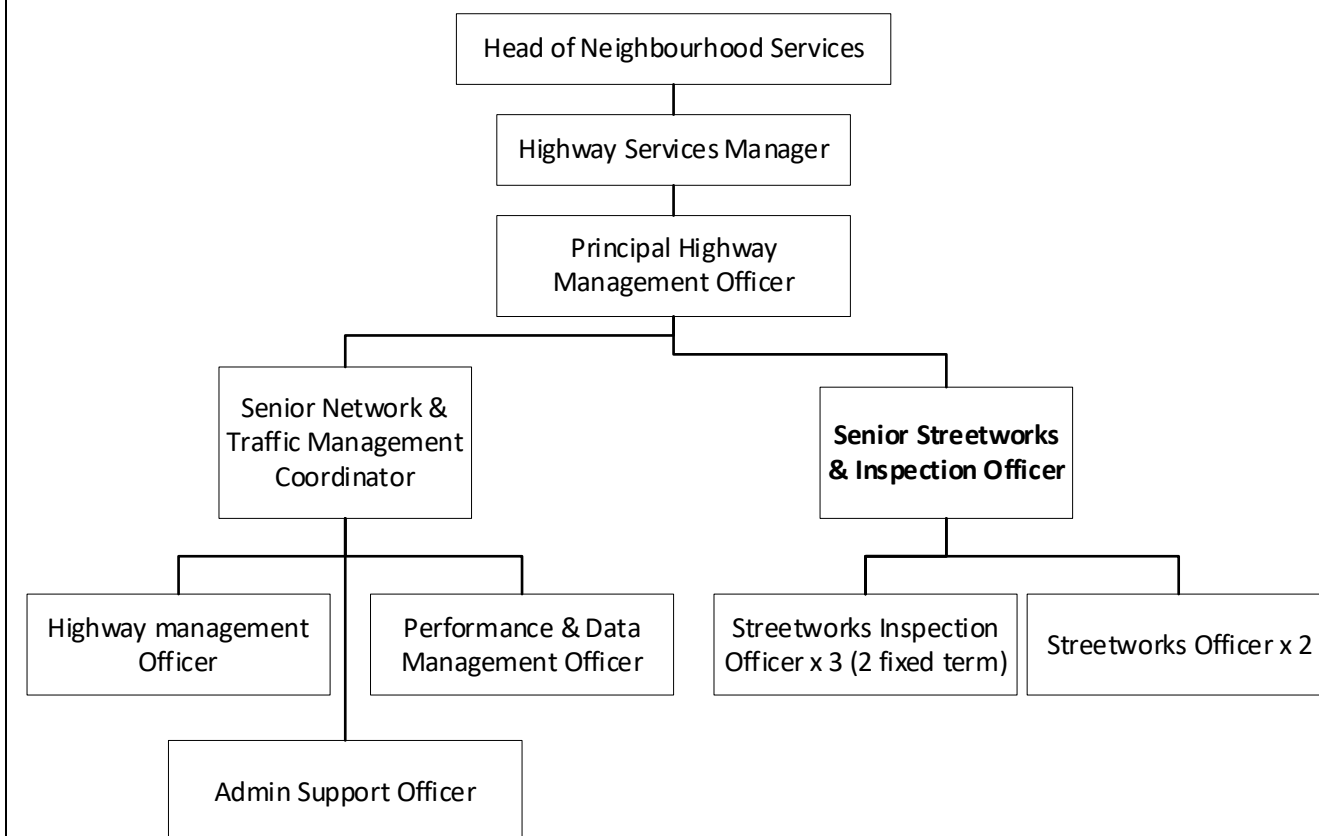 Head of Neighbourhood Services
Highway Services Manager
Principal Highway
Management Officer
Senior Network &
Traffic Management
Coordinator
Senior Streetworks
& Inspection Officer
Highway management
Officer
Performance & Data
Management Officer
Streetworks Inspection
Officer x 3 (2 fixed term)
Streetworks Officer x 2
Admin Support Officer